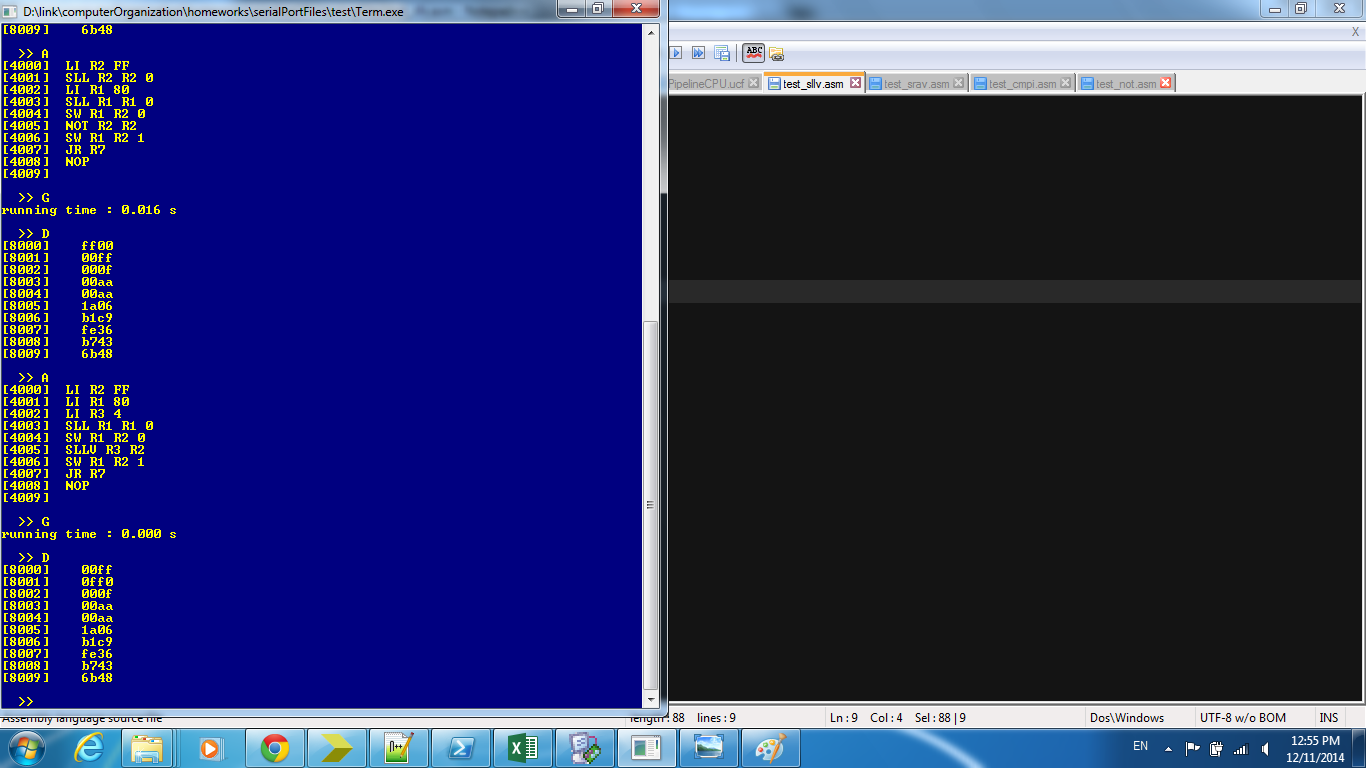 D:\link\computerOrganization\homeworks\serialPortFiles\test\Term.exe
[8009] 6b48
>> A
[4000] LI R2 FF
[4001] SLL R2 R2 0
[4002] LI R1 80
[4003] SLL R1 R1 0
[4004] SW R1 R2 0
[4005] NOT R2 R2
[4006] SW R1 R2 1
[4007] JR R7
[4008] NOP
[4009]
>> G
running time : 0.016 s
>> D
[8000] ff00
[8001] 00ff
[8002] 000f
[8003] 00aa
[8004] 00aa
[8005] 1a06
[8006] b1c9
[8007] fe36
[8008] b743
[8009] 6b48
>> A
[4000] LI R2 FF
[4001] LI R1 80
[4002] LI R3 4
[4003] SLL R1 R1 0
[4004] SW R1 R2 0
[4005] SLLV R3 R2
[4006] SW R1 R2 1
[4007] JR R7
[4008] NOP
[4009]
>> G
running time : 0.000 s
>> D
[8000] 00ff
[8001] 0ff0
[8002] 000f
[8003] 00aa
[8004] 00aa
[8005] 1a06
[8006] b1c9
[8007] fe36
[8008] b743
[8009] 6b48
>>
ABC
PipelineCPU.ucf test_sllv.asm test_srav.asm test_cmpi.asm test_not.asm
Assembly language source file length : 88 lines : 9 Ln : 9 Col : 4 Sel : 88 | 9 Dos\Windows UTF-8 w/o BOM INS
EN
12:55 PM
12/11/2014